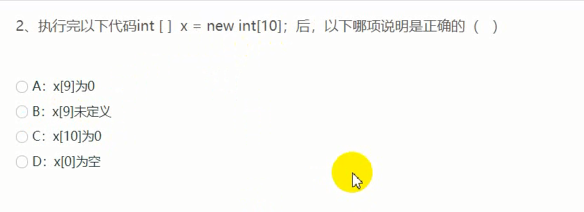 2、执行完以下代码int [ ]  x = new int[10]；后，以下哪项说明是正确的（   ）
A：x[9]为0
B：x[9]未定义
C：x[10]为0
D：x[0]为空